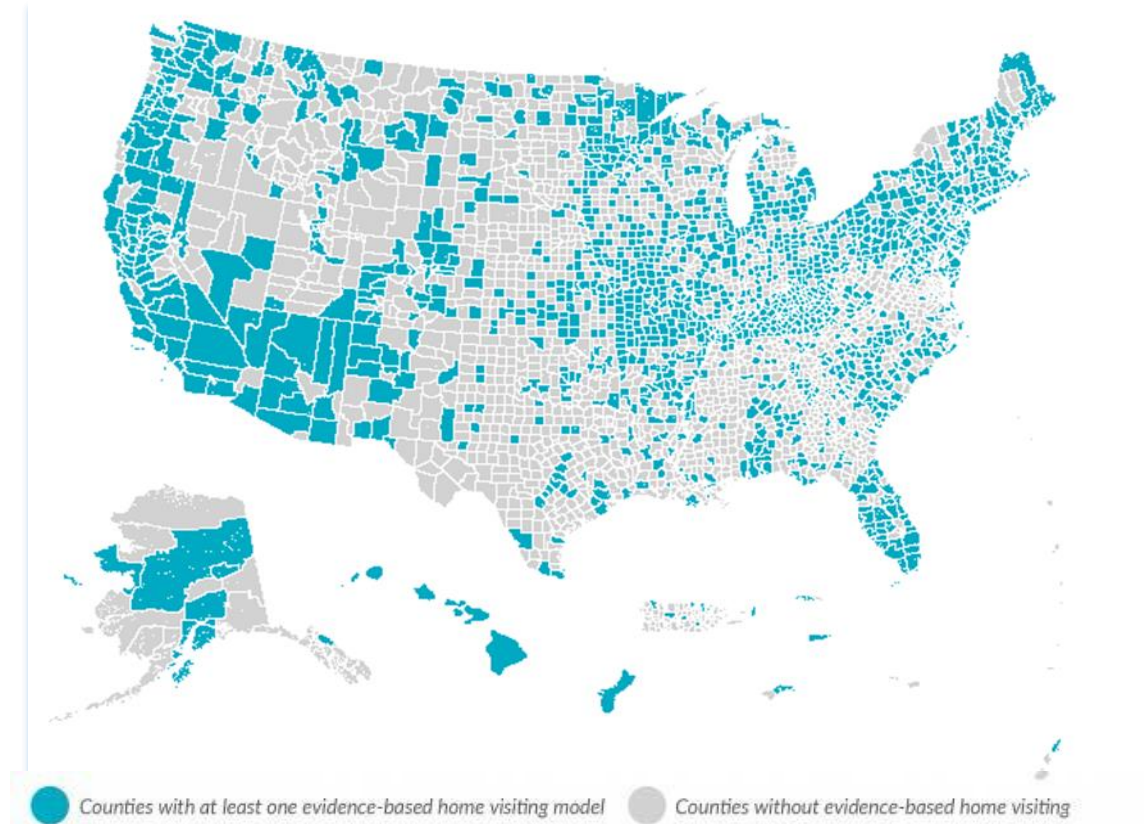 Counties with at least one evidence-based home visiting model
Counties without evidence-based home visiting